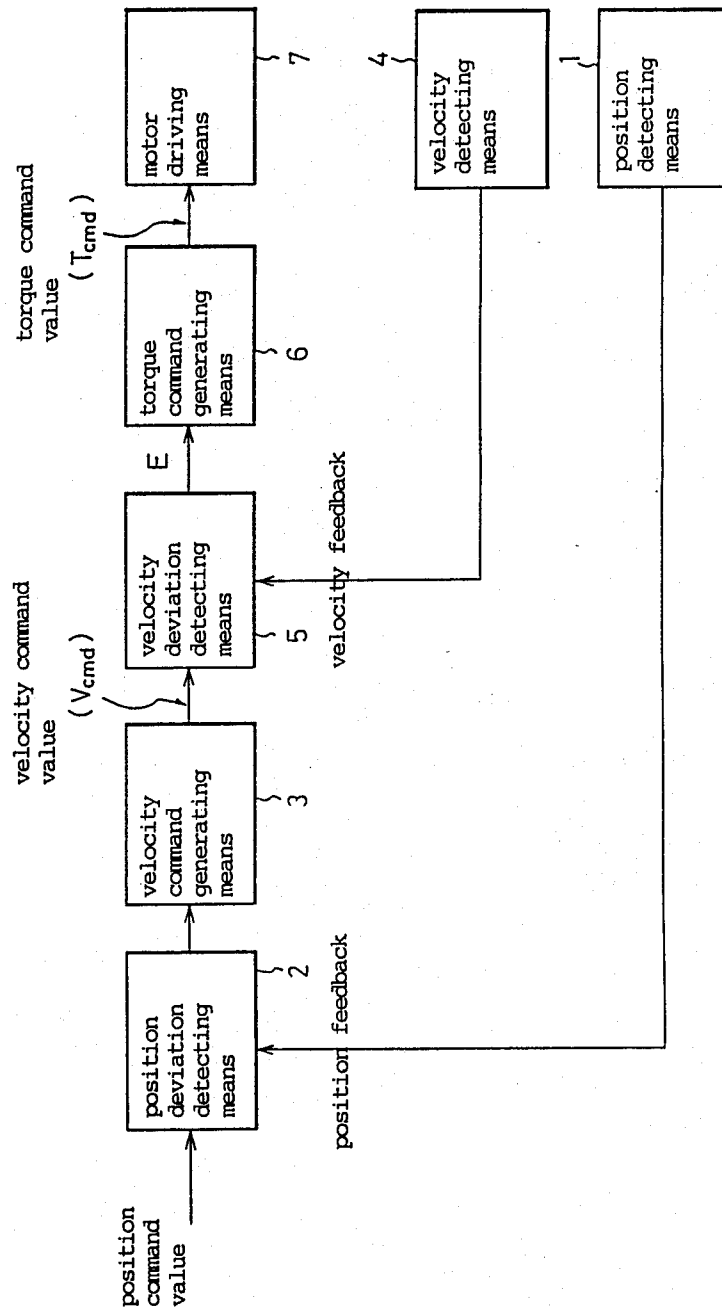 position
command
value
position
deviation
detecting
means
2
position feedback
velocity
command
generating
means
3
velocity command
value
(Vcmd)
velocity
deviation
detecting
means
5
velocity feedback
E
torque
command
generating
means
6
torque command
value
(Tcmd)
motor
driving
means
7
velocity
detecting
means
4
position
detecting
means
1